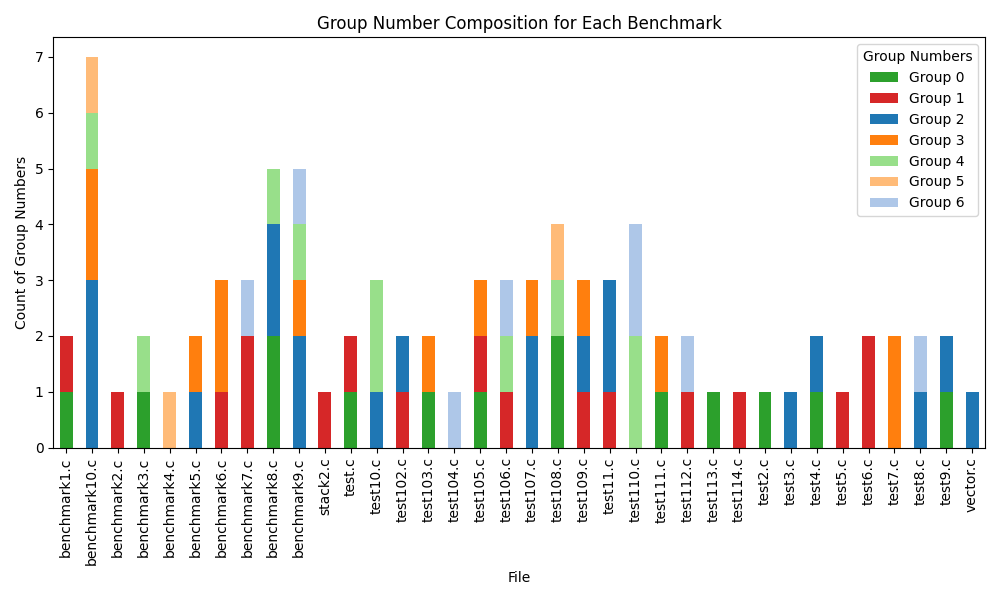 Group Number Composition for Each Benchmark
Count of Group Numbers
7
6
5
4
3
2
1
0
Group Numbers
Group 0
Group 1
Group 2
Group 3
Group 4
Group 5
Group 6
benchmark1.c
benchmark10.c
benchmark2.c
benchmark3.c
benchmark4.c
benchmark5.c
benchmark6.c
benchmark7.c
benchmark8.c
benchmark9.c
stack2.c
test.c
test10.c
test102.c
test103.c
test104.c
test105.c
test106.c
test107.c
test108.c
test109.c
test11.c
test110.c
test111.c
test112.c
test113.c
test114.c
test2.c
test3.c
test4.c
test5.c
test6.c
test7.c
test8.c
test9.c
vector.c
File